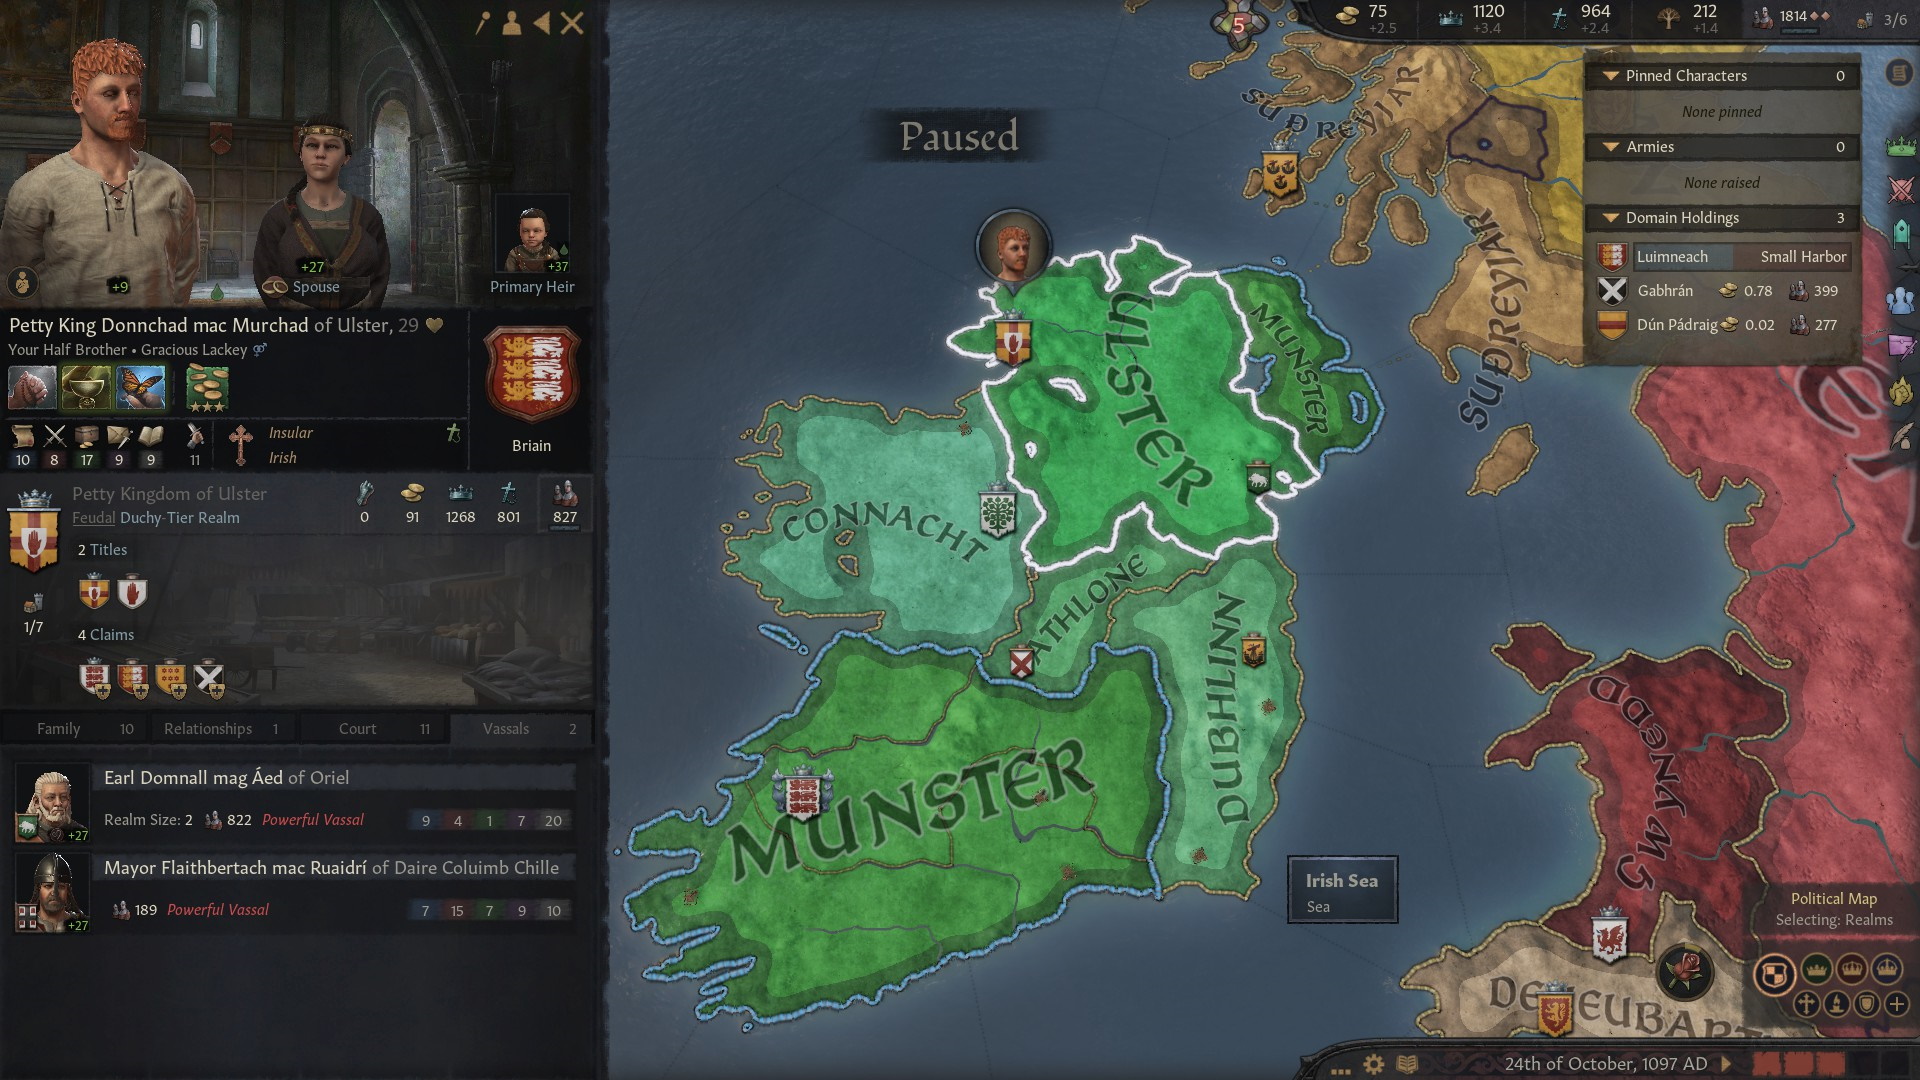 +9
+27
Spouse
+37
Primary Heir
Petty King Donnchad mac Murchad of Ulster, 29
Your Half Brother • Gracious Lackey
10 8 17 9 9 11
Insular
Irish
Briain
Petty Kingdom of Ulster
Feudal Duchy-Tier Realm
0 91 1268 801 827
2 Titles
1/7
4 Claims
Family 10 Relationships 1 Court 11 Vassals 2
Earl Domnall mag Áed of Oriel
Realm Size: 2 822 Powerful Vassal 9 4 1 7 20
+27
Mayor Flaithbertach mac Ruaidrí of Daire Coluimb Chille
189 Powerful Vassal 7 15 7 9 10
+27
Paused
5
75 +2.5
1120 +3.4
964 +2.4
212 +1.4
1814
3/6
Pinned Characters 0
None pinned
Armies 0
None raised
Domain Holdings 3
Luimneach Small Harbor
Gabhrán 0.78 399
Dún Pádraig 0.02 277
SUÐREYJAR
SUÐREYJAR
SUÐREYJAR
ULSTER
MUNSTER
CONNACHT
ATHLONE
DUBHLINN
MUNSTER
GWYNEDD
DEHEUBARTH
Irish Sea
Sea
Political Map
Selecting: Realms
24th of October, 1097 AD